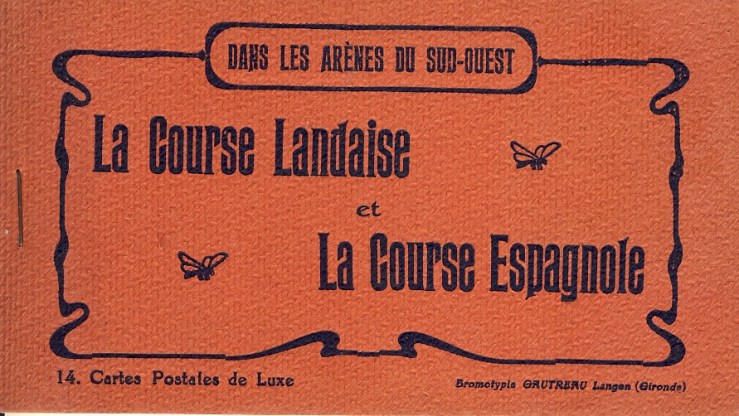 DANS LES ARÈNES DU SUD-OUEST
La Course Landaise
et
La Course Espagnole
14. Cartes Postales de Luxe
Bromotypie GAUTREAU Langon (Gironde)